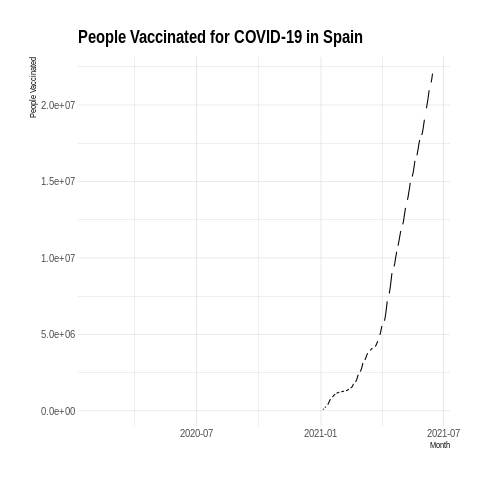 People Vaccinated for COVID-19 in Spain
People Vaccinated
2.0e+07
1.5e+07
1.0e+07
5.0e+06
0.0e+00
2020-07
2021-01
2021-07
Month